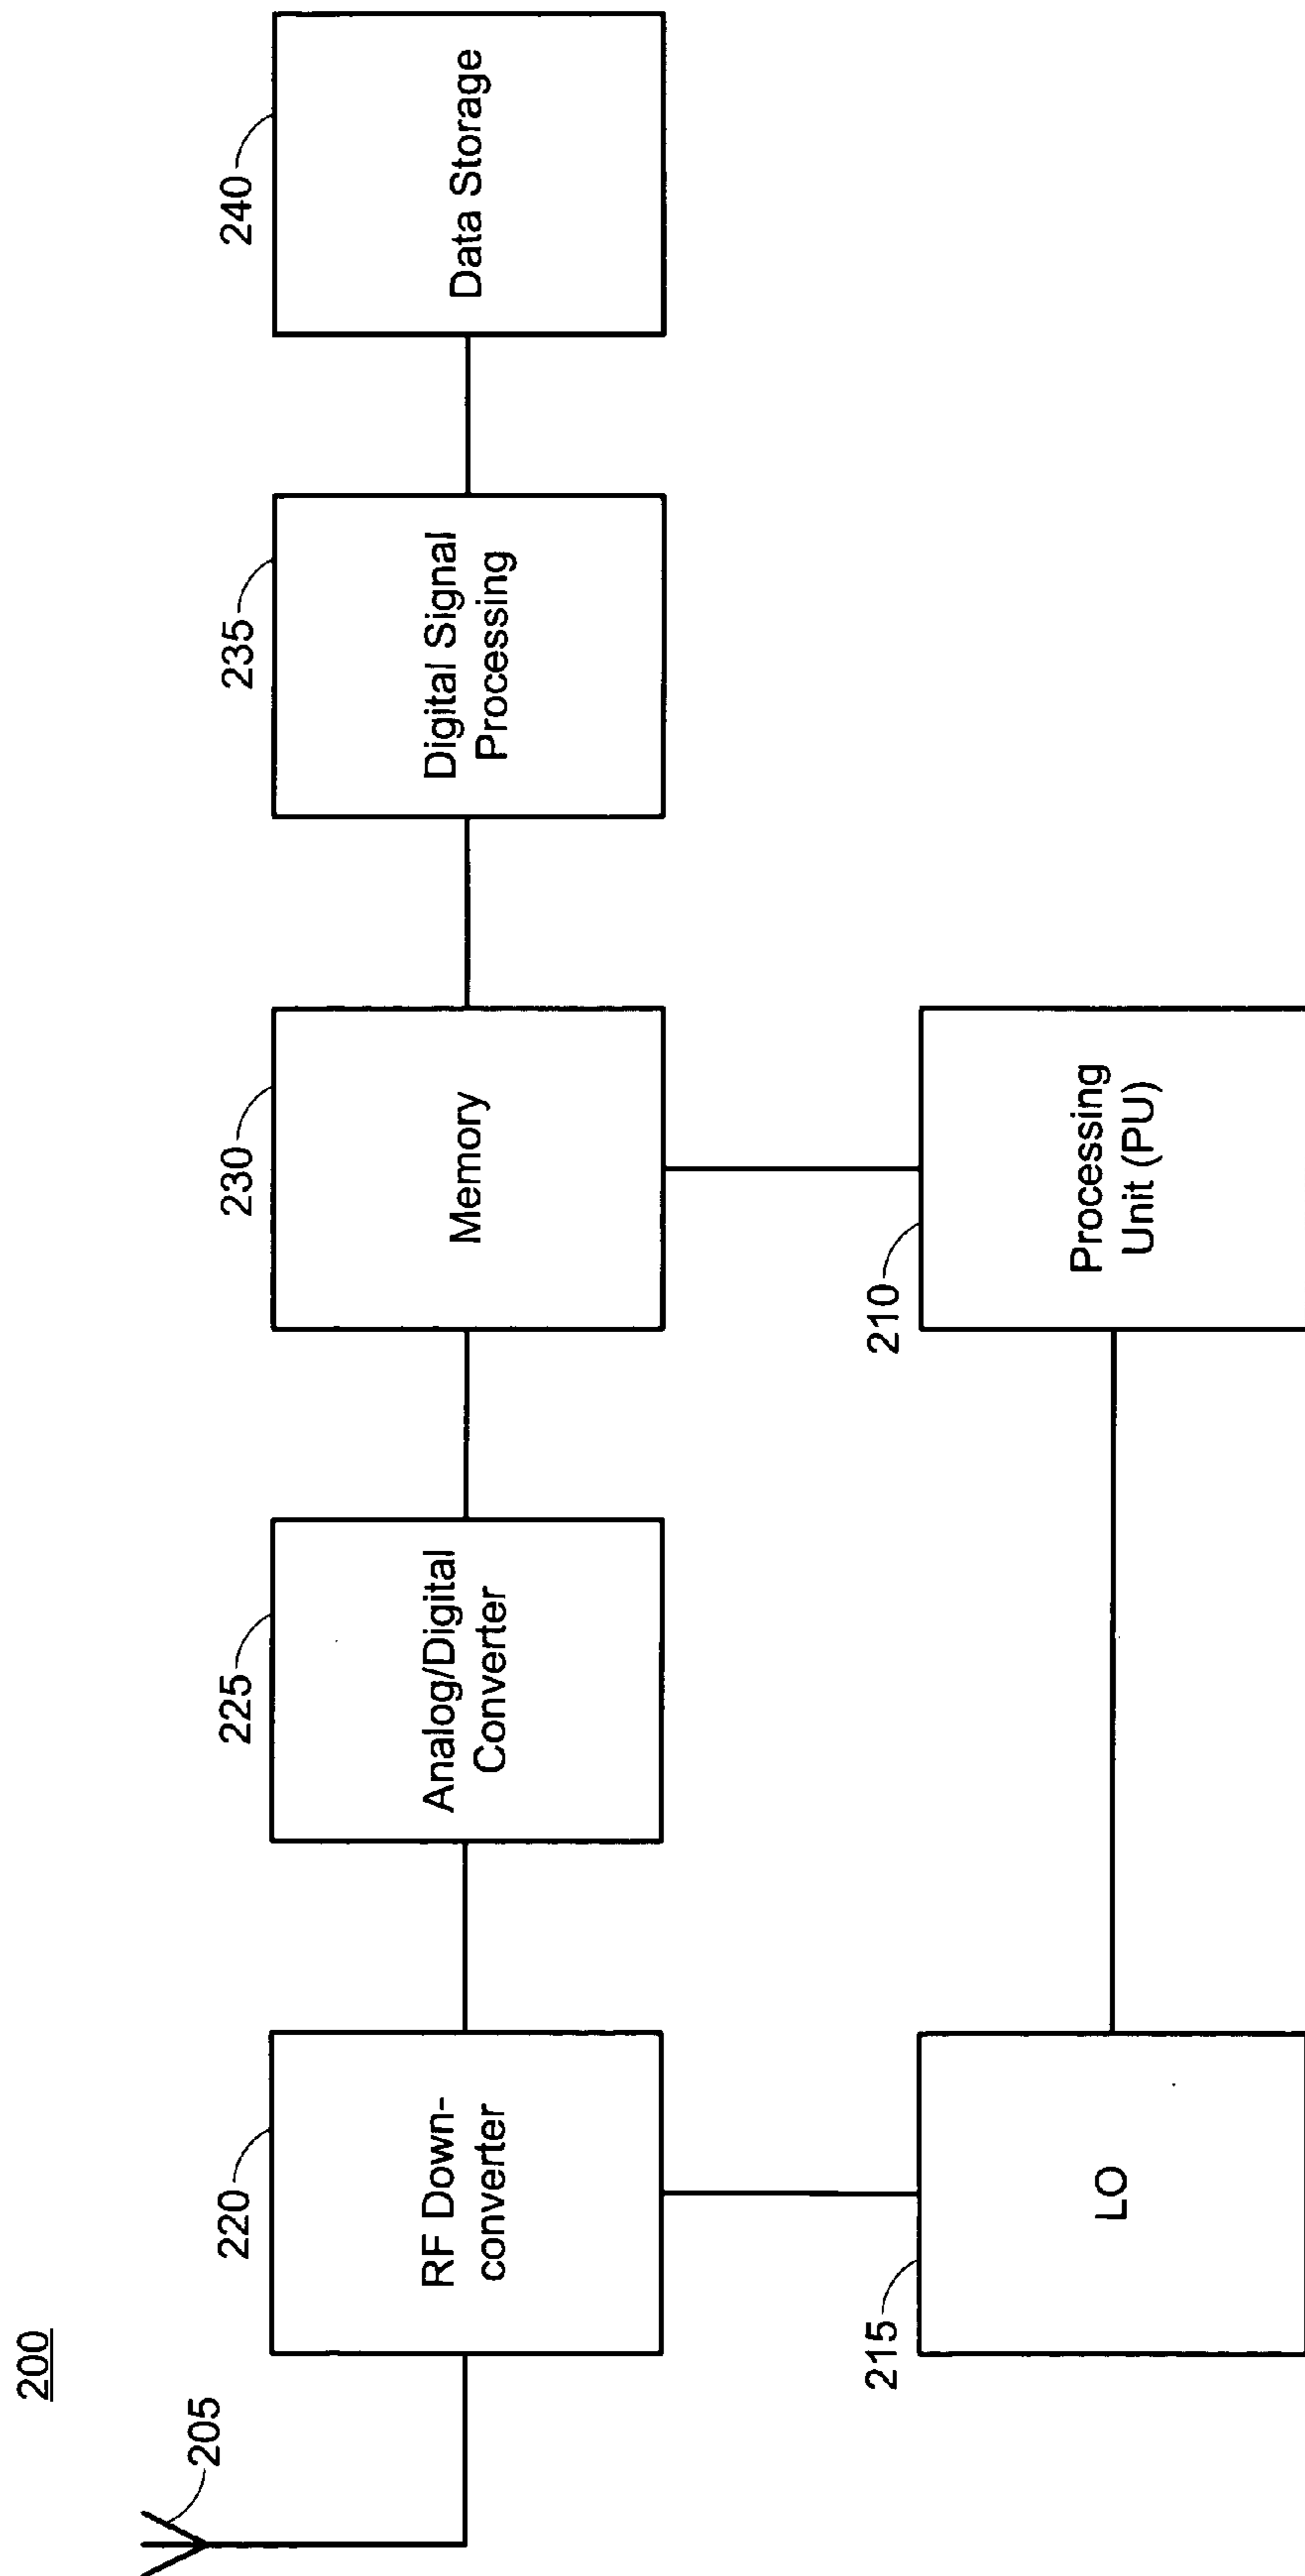 200
205
220
RF Down-
converter
225
Analog/Digital
Converter
230
Memory
235
Digital Signal
Processing
240
Data Storage
215
LO
210
Processing
Unit (PU)